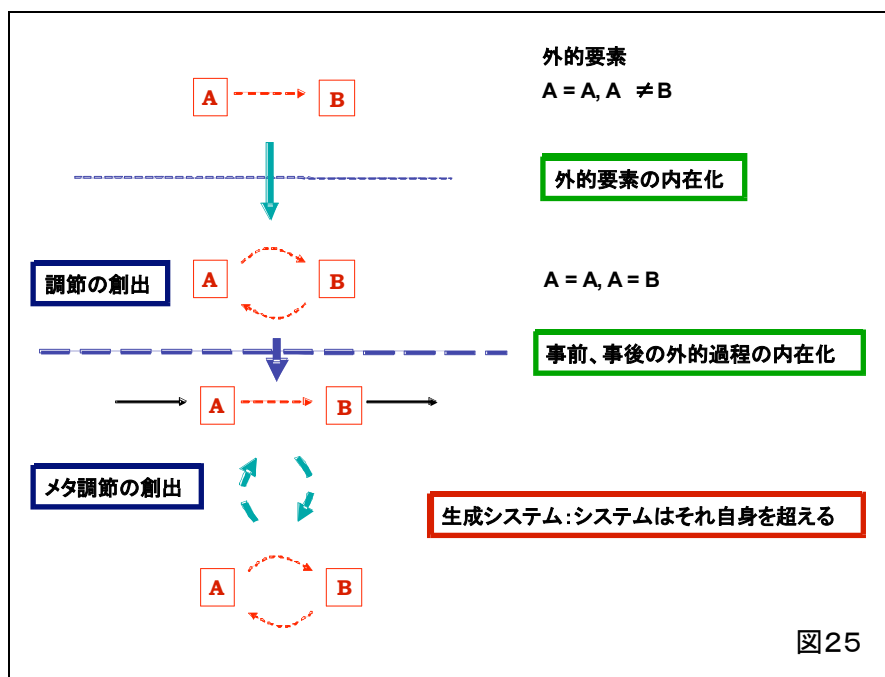 外的要素
A B
A = A, A ≠ B
外的要素の内在化
調節の創出
A B
A = A, A = B
事前、事後の外的過程の内在化
A B
メタ調節の創出
生成システム:システムはそれ自身を超える
A B
図25